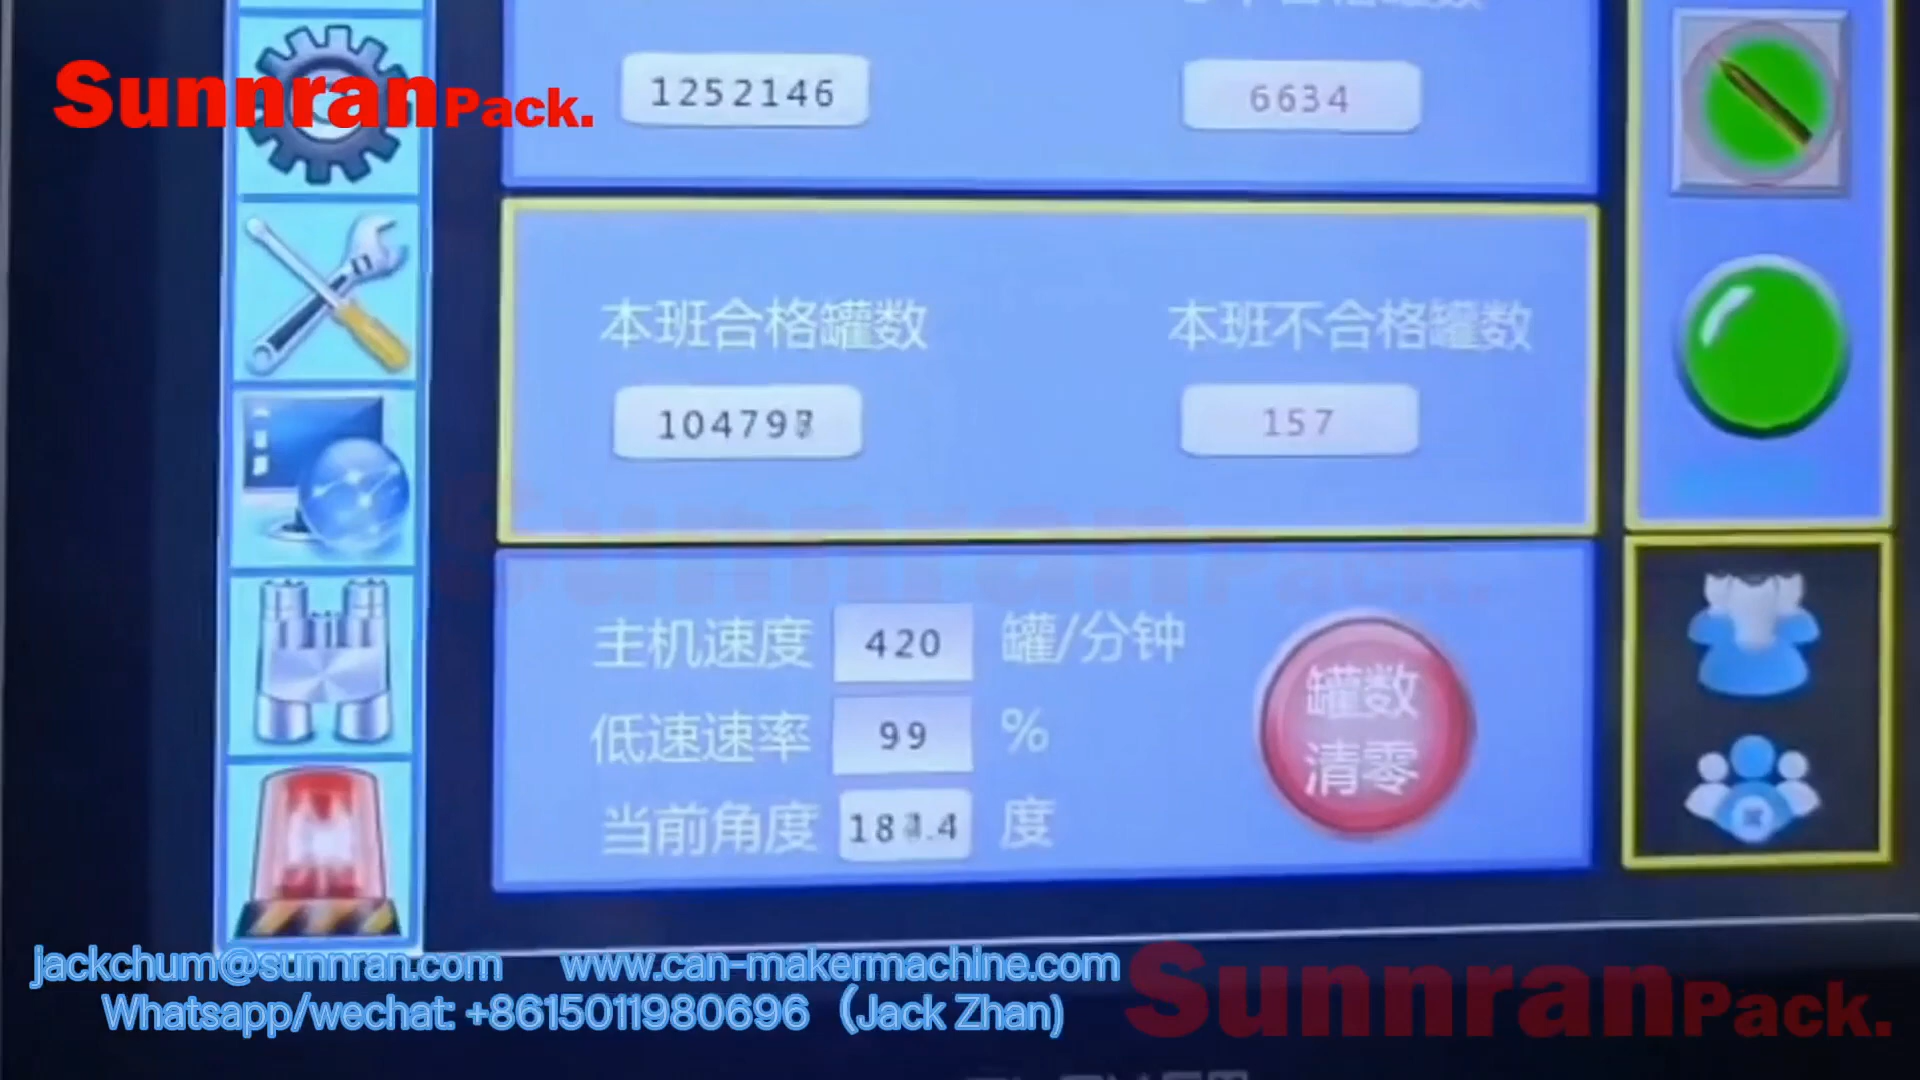 SunnranPack.
1252146
6634
本班合格罐数
本班不合格罐数
157
主机速度 420 罐/分钟
低速速率 99 %
当前角度 度
罐数
清零
SunnranPack.
jackchum@sunnran.com www.can-makermachine.com
Whatsapp/wechat: +8615011980696（Jack Zhan)
SunnranPack.